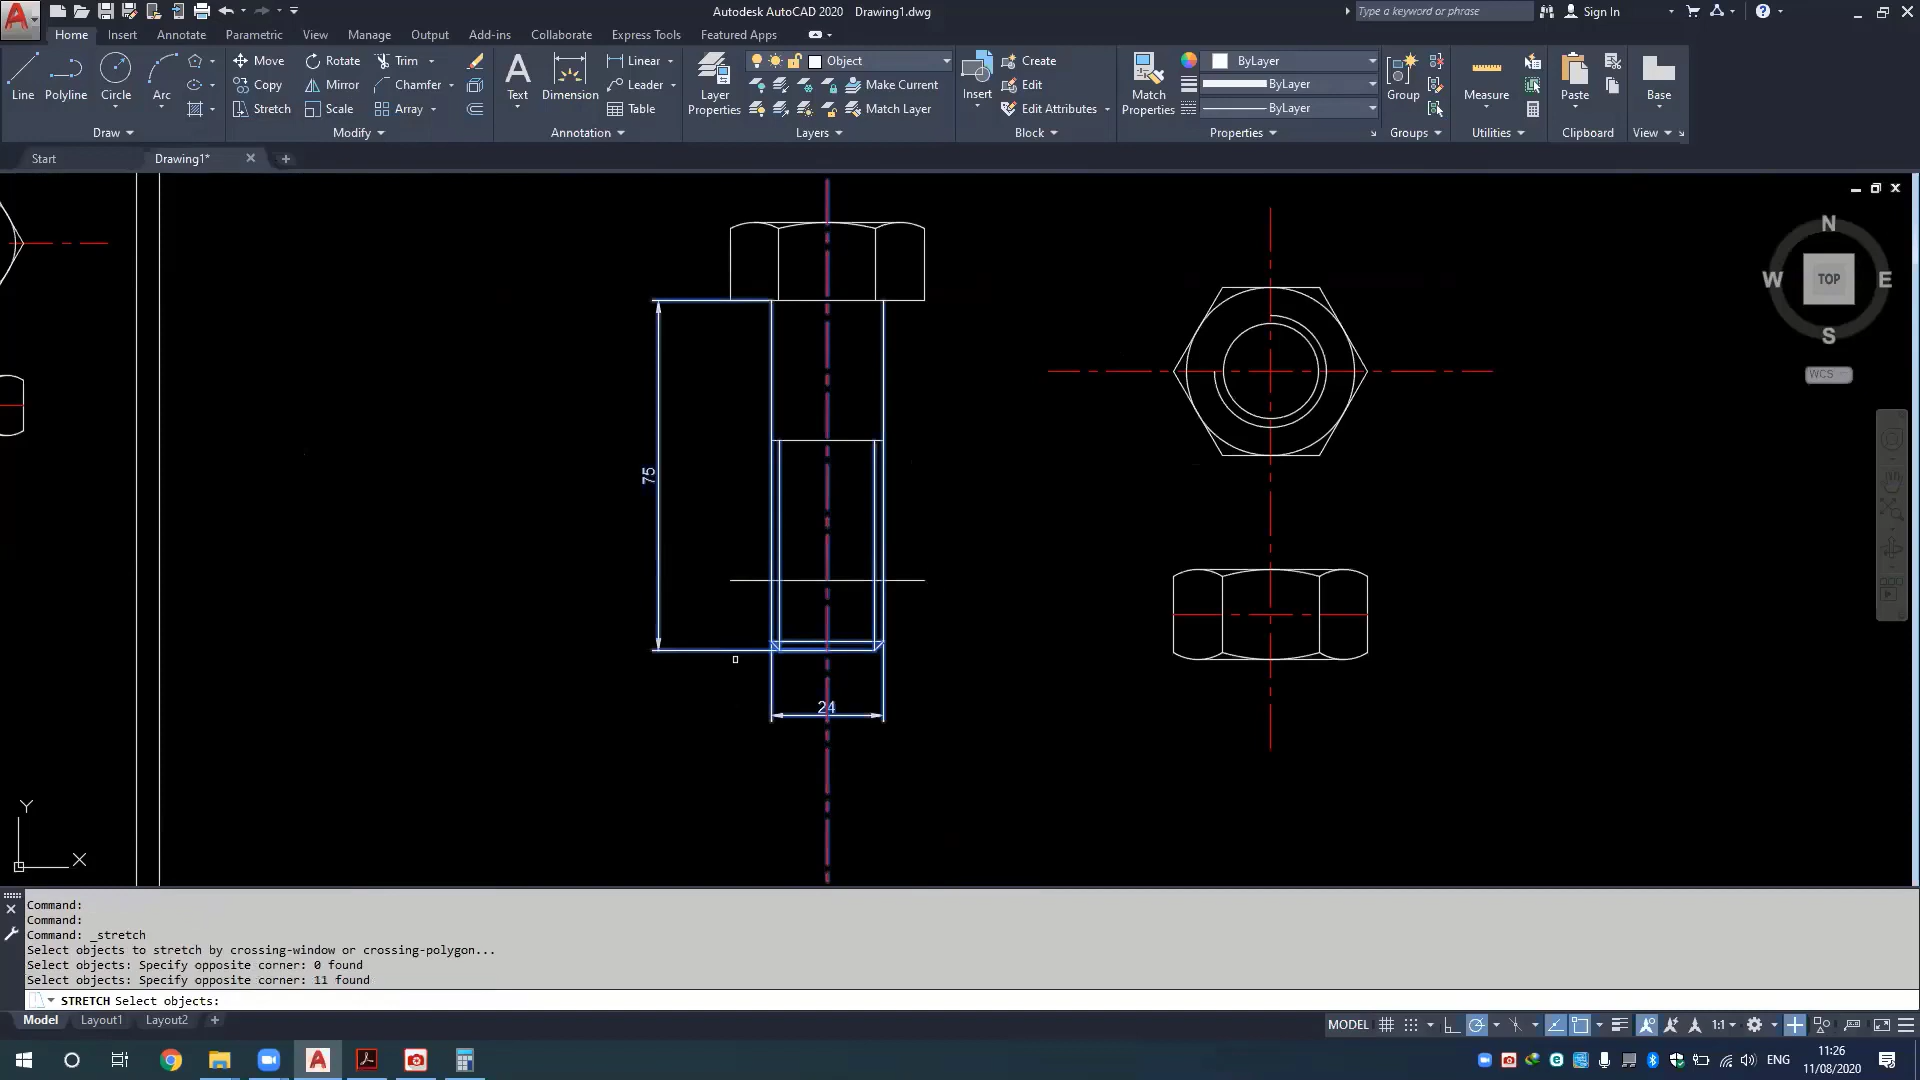 Autodesk AutoCAD 2020 Drawing1.dwg
Type a keyword or phrase
Sign In
Home Insert Annotate Parametric View Manage Output Add-ins Collaborate Express Tools Featured Apps
Line
Polyline
Circle
Arc
Draw
Move Rotate Trim
Copy Mirror Chamfer
Stretch Scale Array
Modify
Text
Dimension
Linear
Leader
Table
Annotation
Layer
Properties
Object
Make Current
Match Layer
Layers
Insert
Create
Edit
Edit Attributes
Block
Match
Properties
ByLayer
ByLayer
ByLayer
Properties
Group
Groups
Measure
Utilities
Paste
Clipboard
Base
View
Start
Drawing1*
N
W TOP E
S
WCS
75
24
Y
X
Command:
Command:
Command: _stretch
Select objects to stretch by crossing-window or crossing-polygon...
Select objects: Specify opposite corner: 0 found
Select objects: Specify opposite corner: 11 found
STRETCH Select objects:
Model Layout1 Layout2
MODEL
1:1
ENG
11:26
11/08/2020